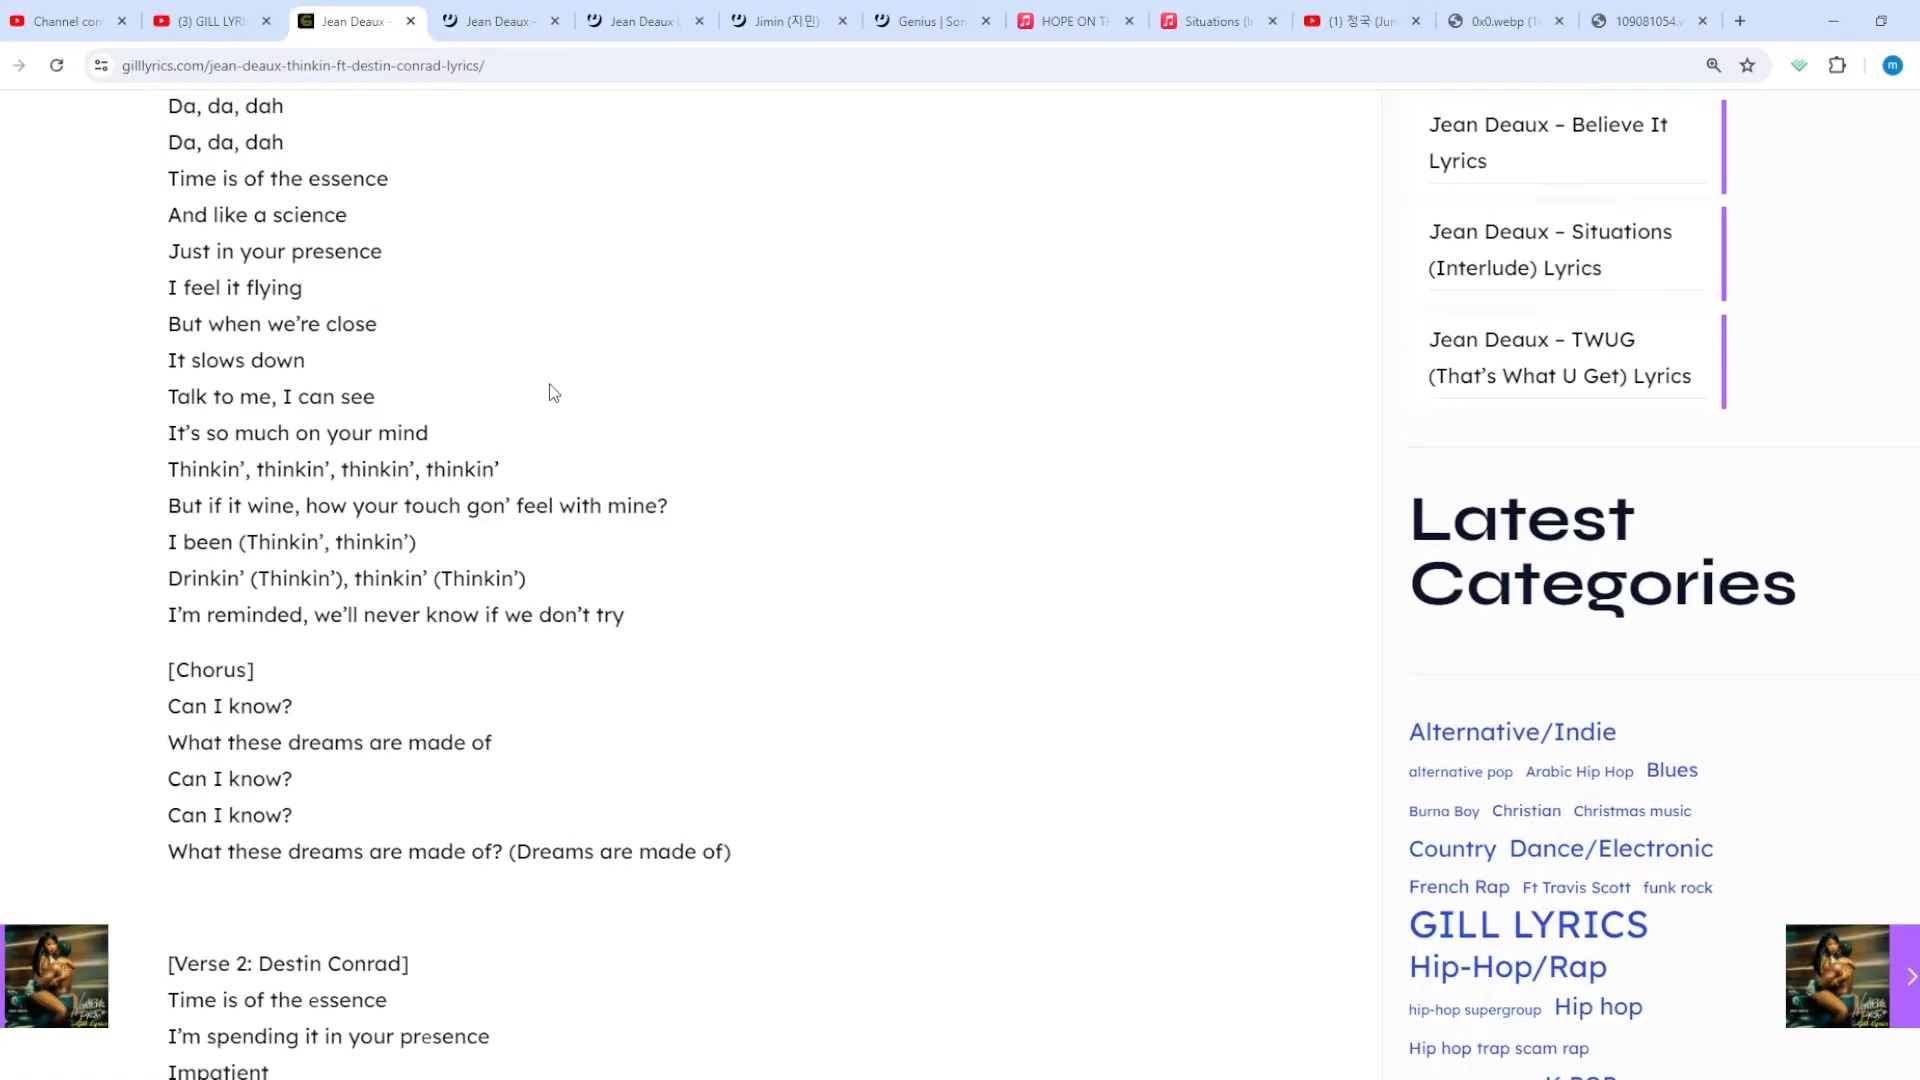 Channel con
(3) GILL LYRI
Jean Deaux -
Jean Deaux -
Jean Deaux L
Jimin (지민)
Genius | Son
HOPE ON TH
Situations (In
(1) 정국 (Jun
0x0.webp (14
109081054.
gilllyrics.com/jean-deaux-thinkin-ft-destin-conrad-lyrics/
m
Da, da, dah
Da, da, dah
Time is of the essence
And like a science
Just in your presence
I feel it flying
But when we’re close
It slows down
Talk to me, I can see
It’s so much on your mind
Thinkin’, thinkin’, thinkin’, thinkin’
But if it wine, how your touch gon’ feel with mine?
I been (Thinkin’, thinkin’)
Drinkin’ (Thinkin’), thinkin’ (Thinkin’)
I’m reminded, we’ll never know if we don’t try
[Chorus]
Can I know?
What these dreams are made of
Can I know?
Can I know?
What these dreams are made of? (Dreams are made of)
[Verse 2: Destin Conrad]
Time is of the essence
I’m spending it in your presence
Impatient
Jean Deaux – Believe It
Lyrics
Jean Deaux – Situations
(Interlude) Lyrics
Jean Deaux – TWUG
(That’s What U Get) Lyrics
Latest
Categories
Alternative/Indie
alternative pop Arabic Hip Hop Blues
Burna Boy Christian Christmas music
Country Dance/Electronic
French Rap Ft Travis Scott funk rock
GILL LYRICS
Hip-Hop/Rap
hip-hop supergroup Hip hop
Hip hop trap scam rap
K-POP